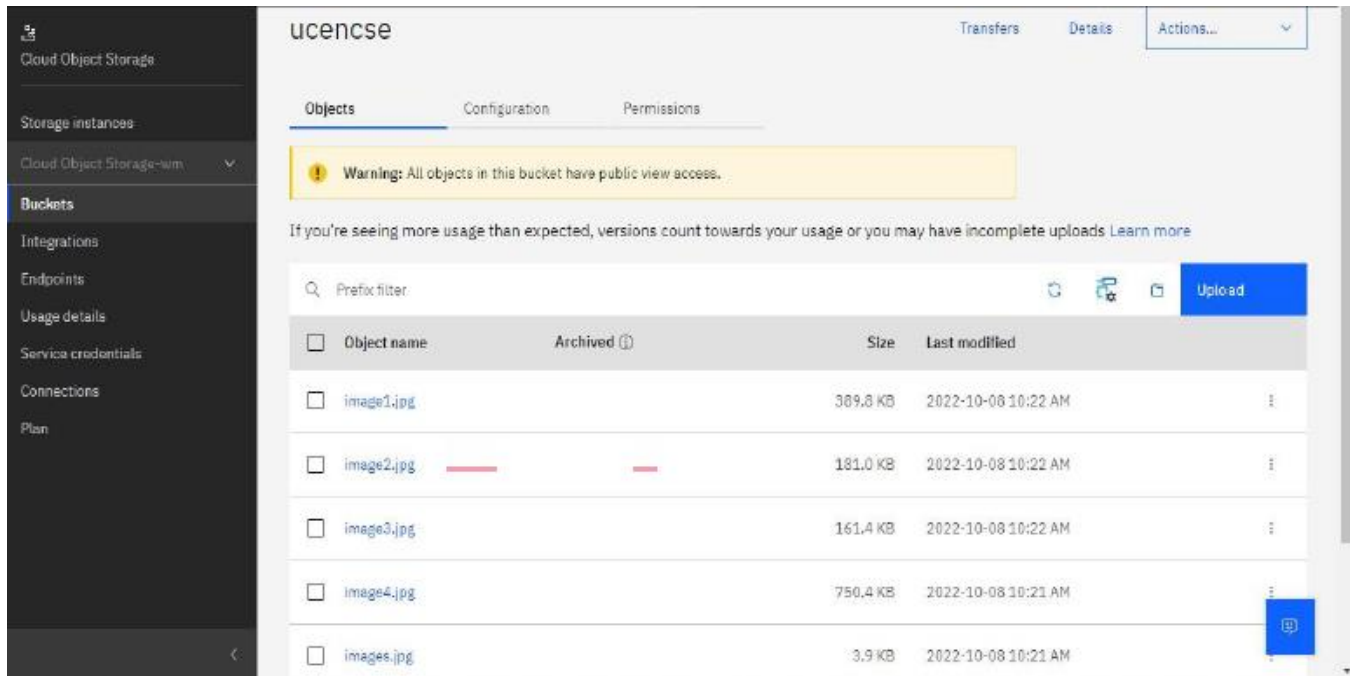 Cloud Object Storage
Storage instances
Cloud Object Storage-wm
Buckets
Integrations
Endpoints
Usage details
Service credentials
Connections
Plan
ucencse
Transfers Details Actions...
Objects Configuration Permissions
Warning: All objects in this bucket have public view access.
If you're seeing more usage than expected, versions count towards your usage or you may have incomplete uploads Learn more
Prefix filter Upload
Object name Archived Size Last modified
image1.jpg 389.8 KB 2022-10-08 10:22 AM
image2.jpg 181.0 KB 2022-10-08 10:22 AM
image3.jpg 161.4 KB 2022-10-08 10:22 AM
image4.jpg 750.4 KB 2022-10-08 10:21 AM
images.jpg 3.9 KB 2022-10-08 10:21 AM